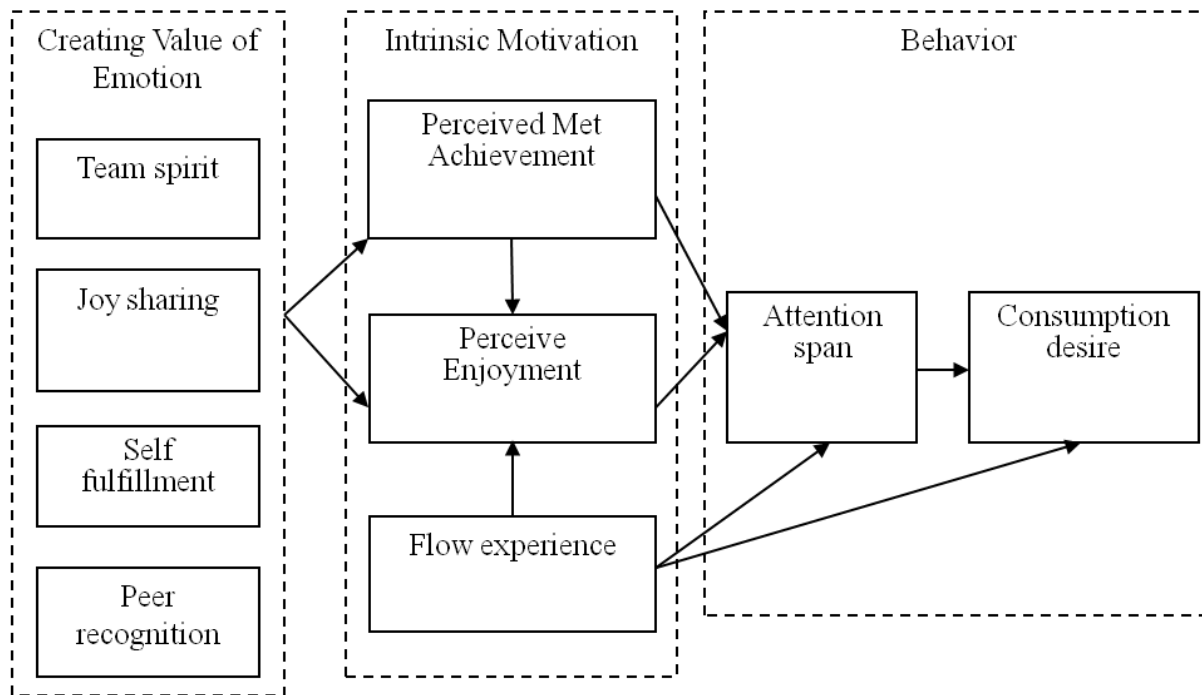 Creating Value of
Emotion
Team spirit
Joy sharing
Self
fulfillment
Peer
recognition
Intrinsic Motivation
Perceived Met
Achievement
Perceive
Enjoyment
Flow experience
Behavior
Attention
span
Consumption
desire